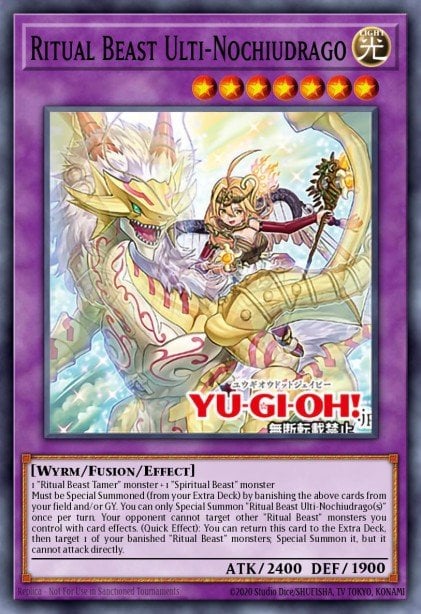 RITUAL BEAST ULTI-NOCHIUDRAGO
LIGHT
光
ユウギオウドットジェイピー
YU-GI-OH!
無断転載禁止
[WYRM/FUSION/EFFECT]
1 "Ritual Beast Tamer" monster + 1 "Spiritual Beast" monster
Must be Special Summoned (from your Extra Deck) by banishing the above cards from
your field and/or GY. You can only Special Summon "Ritual Beast Ulti-Nochiudrago(s)"
once per turn. Your opponent cannot target other "Ritual Beast" monsters you
control with card effects. (Quick Effect): You can return this card to the Extra Deck,
then target 1 of your banished "Ritual Beast" monsters; Special Summon it, but it
cannot attack directly.
ATK/2400 DEF/1900
Replica - Not For Use in Sanctioned Tournaments
©2020 Studio Dice/SHUEISHA, TV TOKYO, KONAMI